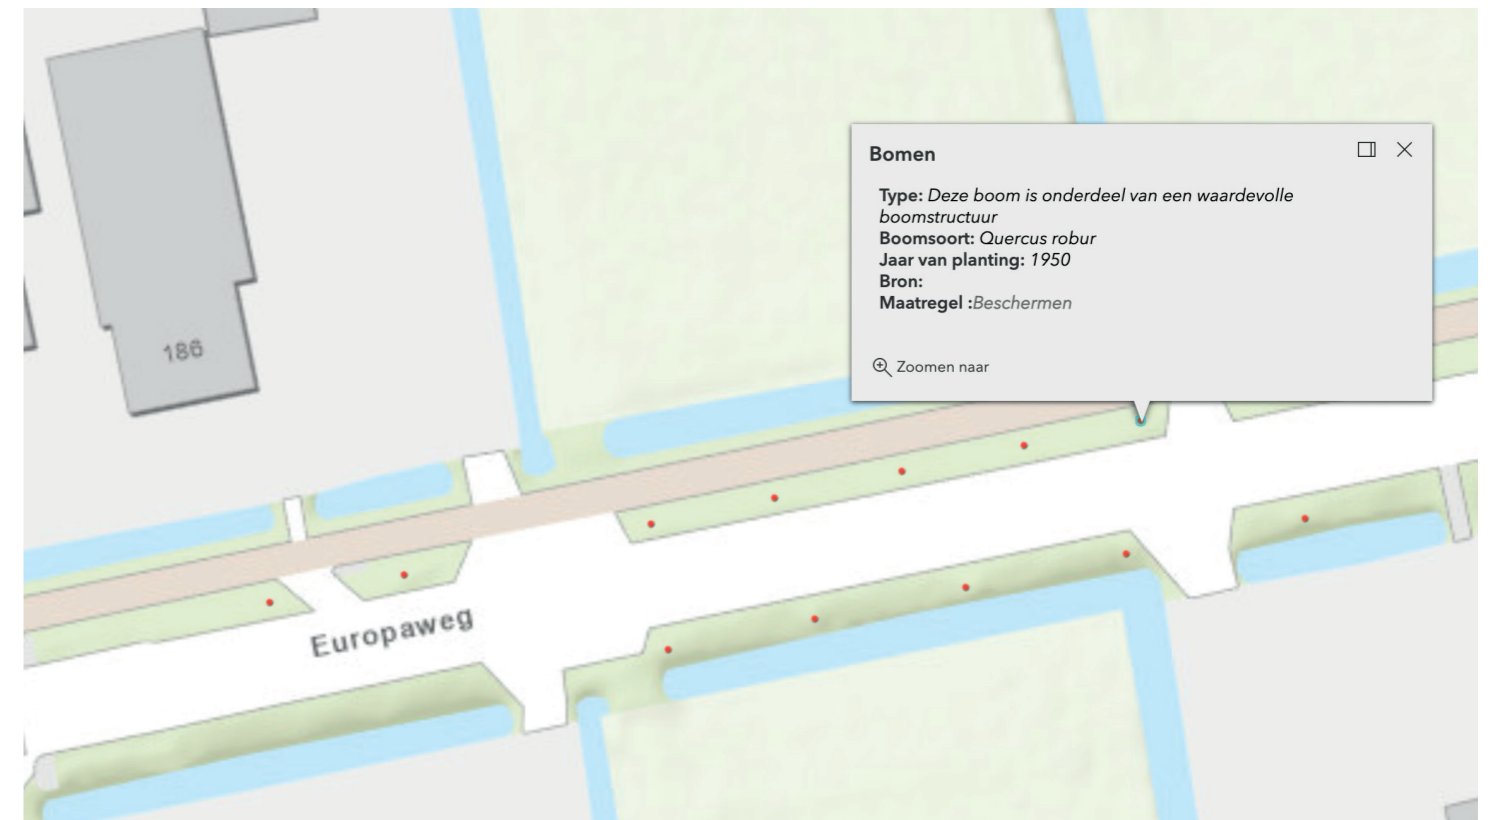 Bomen
Type: Deze boom is onderdeel van een waardevolle
boomstructuur
Boomsoort: Quercus robur
Jaar van planting: 1950
Bron:
Maatregel :Beschermen
Zoomen naar
186
Europaweg